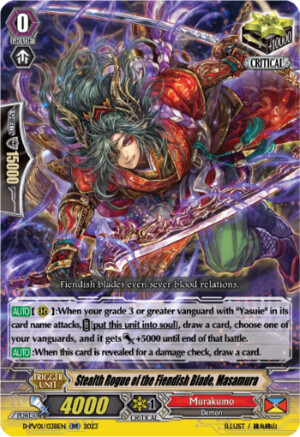 0
GRADE
+10000
CRITICAL
15000
Fiendish blades even sever blood relations.
AUTO [ ]:When your grade 3 or greater vanguard with "Yasuie" in its
card name attacks, [put this unit into soul], draw a card, choose one of
your vanguards, and it gets +5000 until end of that battle.
AUTO :When this card is revealed for a damage check, draw a card.
TRIGGER
UNIT
Stealth Rogue of the Fiendish Blade, Masamura
POWER
4000
1
CRITICAL
Murakumo
Demon
D-PV01/038EN
2023
ILLUST /